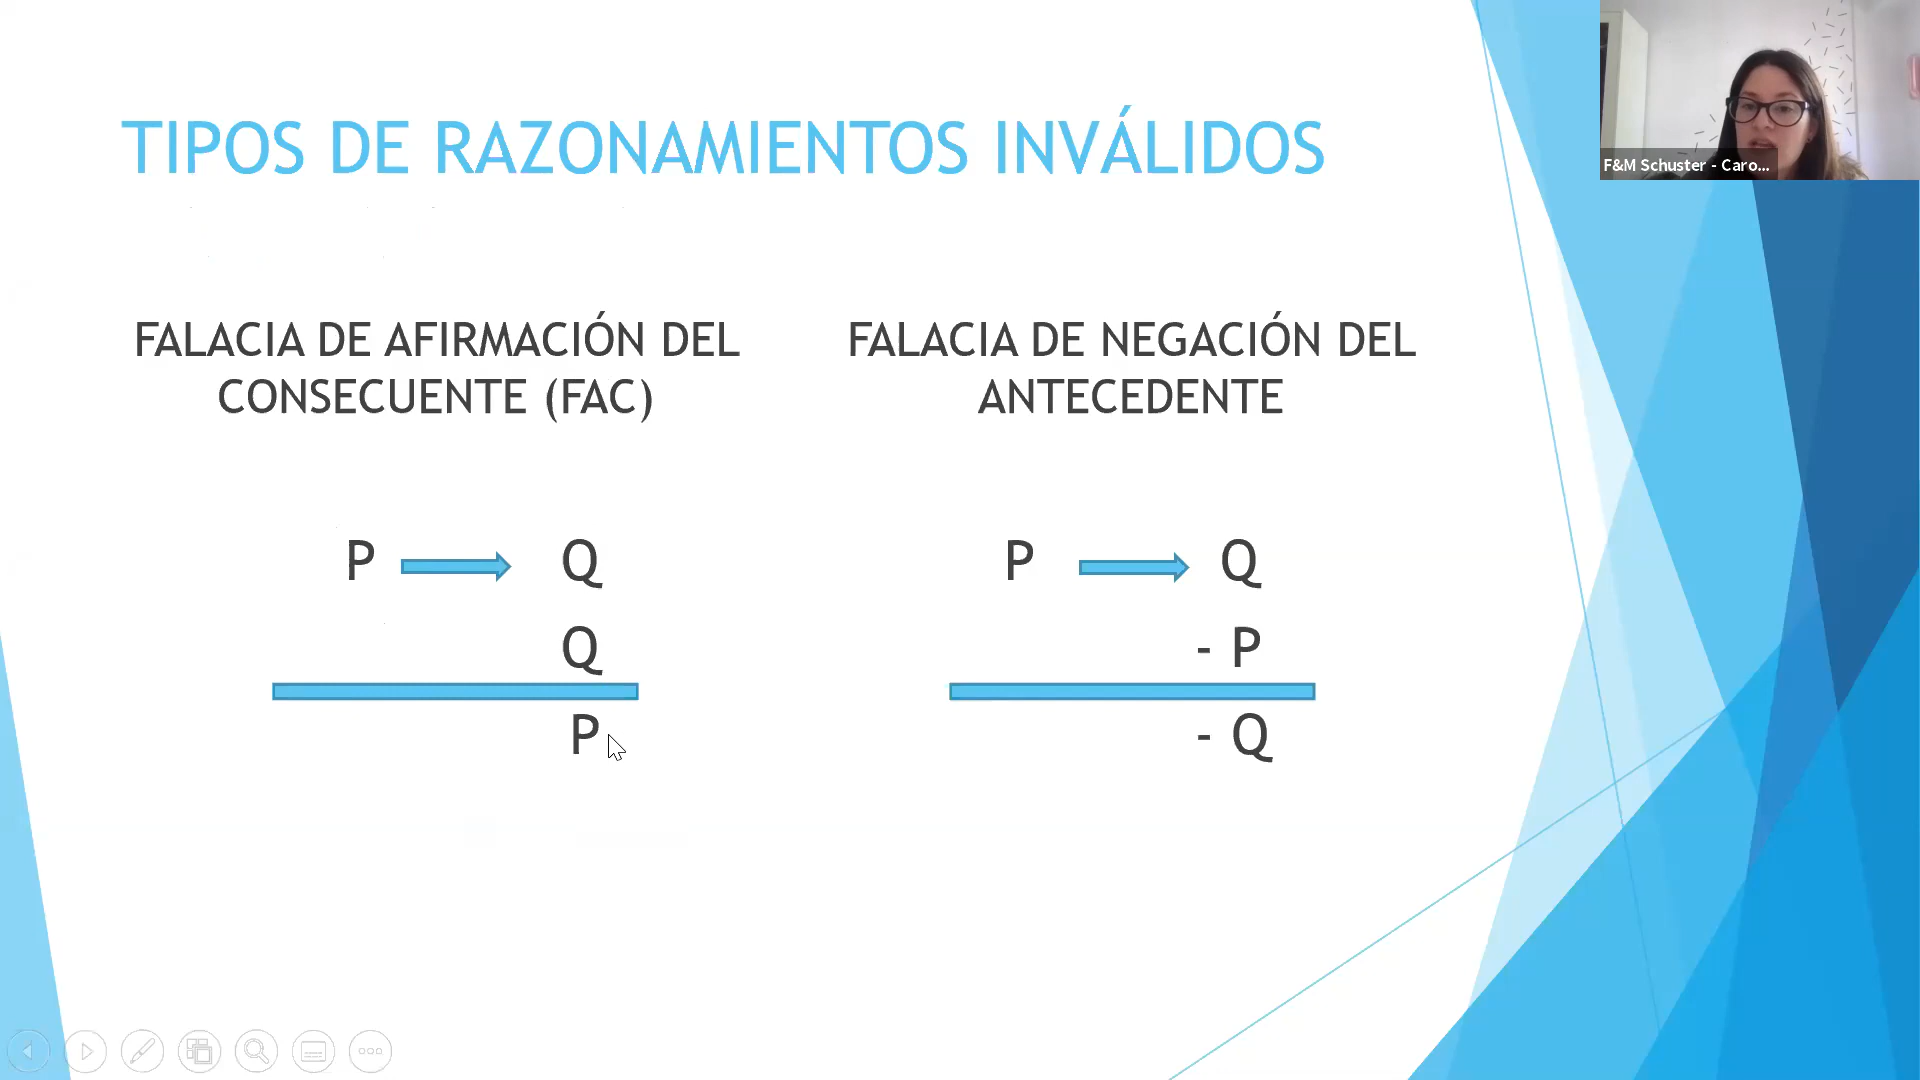 TIPOS DE RAZONAMIENTOS INVÁLIDOS
F&M Schuster - Caro...
FALACIA DE AFIRMACIÓN DEL
CONSECUENTE (FAC)
P Q
Q
P
FALACIA DE NEGACIÓN DEL
ANTECEDENTE
P Q
- P
- Q